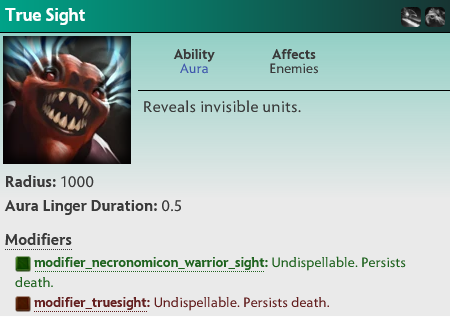 True Sight
Ability
Aura
Affects
Enemies
Reveals invisible units.
Radius: 1000
Aura Linger Duration: 0.5
Modifiers
modifier_necronomicon_warrior_sight: Undispellable. Persists
death.
modifier_truesight: Undispellable. Persists death.